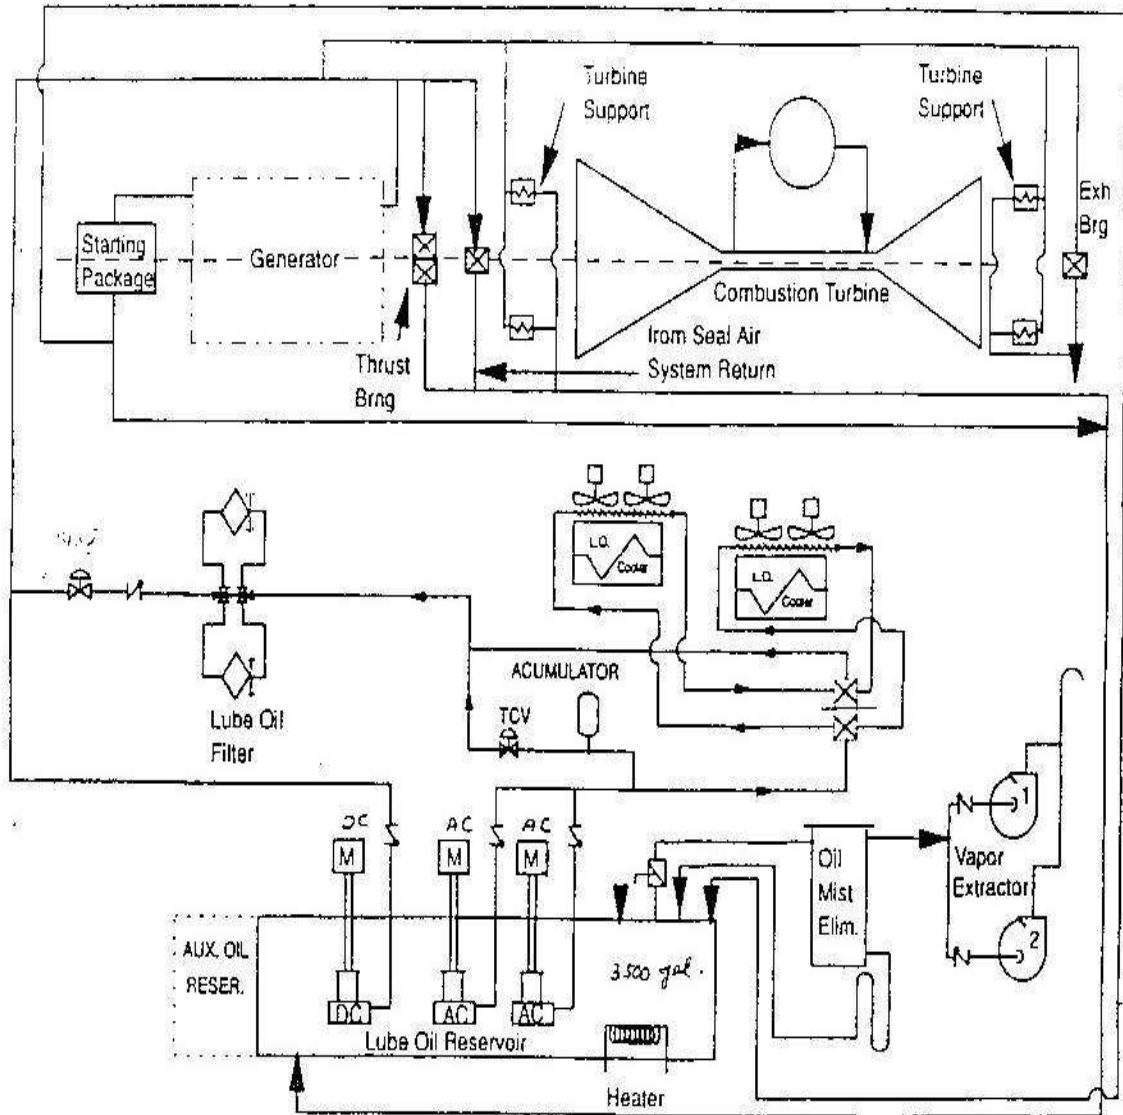 Turbine
Support
Turbine
Support
Exh
Brg
Starting
Package
Generator
Combustion Turbine
from Seal Air
System Return
Thrust
Brng
L.O.
Cooler
L.O.
Cooler
ACUMULATOR
TCV
Lube Oil
Filter
DC
AC
AC
M
M
M
1
Oil
Mist
Elim.
Vapor
Extractor
2
AUX. OIL
RESER.
3500 gal.
DC
AC
AC
Lube Oil Reservoir
Heater